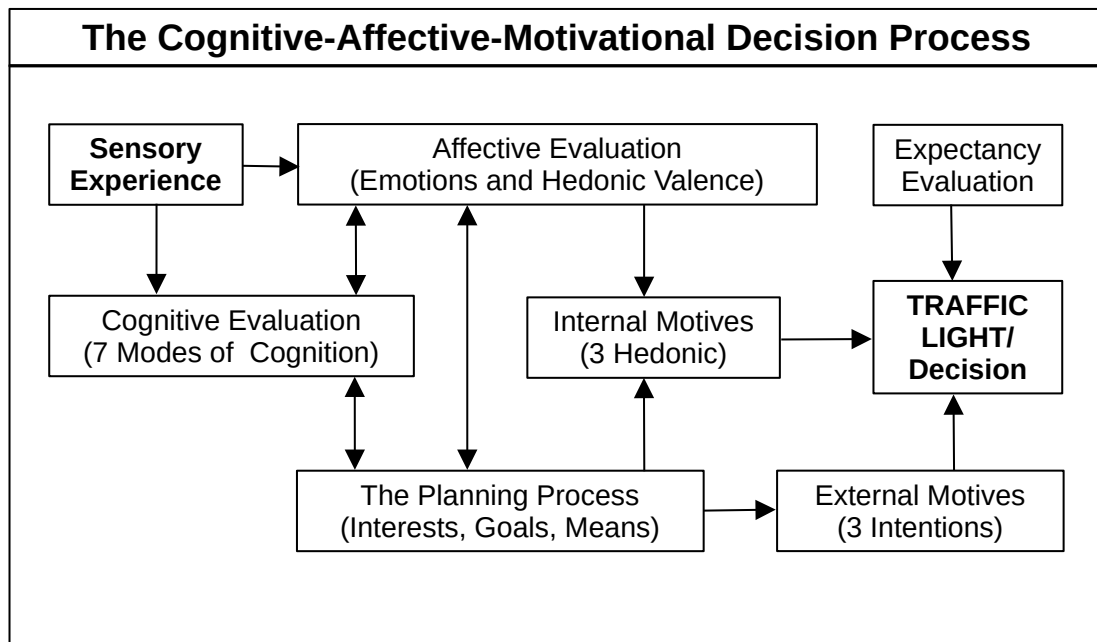 The Cognitive-Affective-Motivational Decision Process
Sensory
Experience
Affective Evaluation
(Emotions and Hedonic Valence)
Expectancy
Evaluation
Cognitive Evaluation
(7 Modes of  Cognition)
Internal Motives
(3 Hedonic)
TRAFFIC
LIGHT/
Decision
The Planning Process
(Interests, Goals, Means)
External Motives
(3 Intentions)